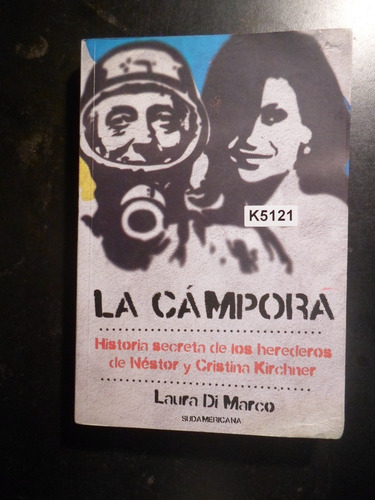 K5121
LA CÁMPORA
Historia secreta de los herederos
de Néstor y Cristina Kirchner
Laura Di Marco
SUDAMERICANA